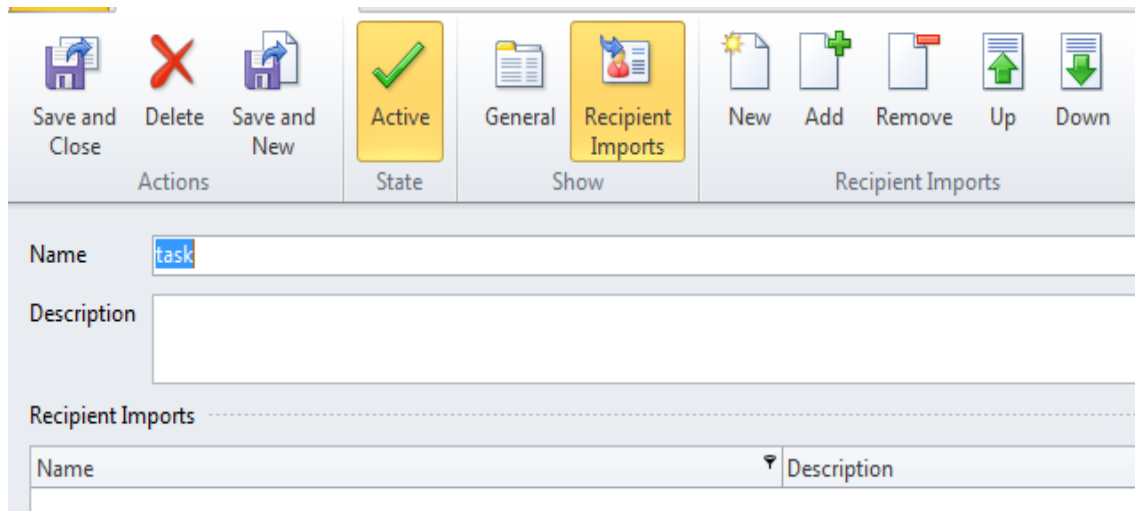 Save and Close
Delete
Save and New
Active
General
Recipient Imports
New
Add
Remove
Up
Down
Actions
State
Show
Recipient Imports
Name
task
Description
Recipient Imports
Name
Description